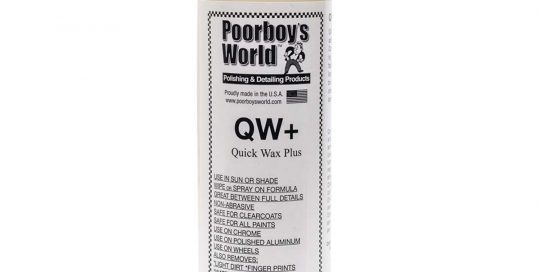 Poorboy's
World™
Polishing & Detailing Products
Proudly made in the U.S.A.
www.poorboysworld.com
QW+
Quick Wax Plus
USE IN SUN OR SHADE
WIPE ON SPRAY ON FORMULA
GREAT BETWEEN FULL DETAILS
NON-ABRASIVE
SAFE FOR CLEARCOATS
SAFE FOR ALL PAINTS
USE ON CHROME
USE ON POLISHED ALUMINUM
USE ON WHEELS
ALSO REMOVES:
*LIGHT DIRT *FINGER PRINTS